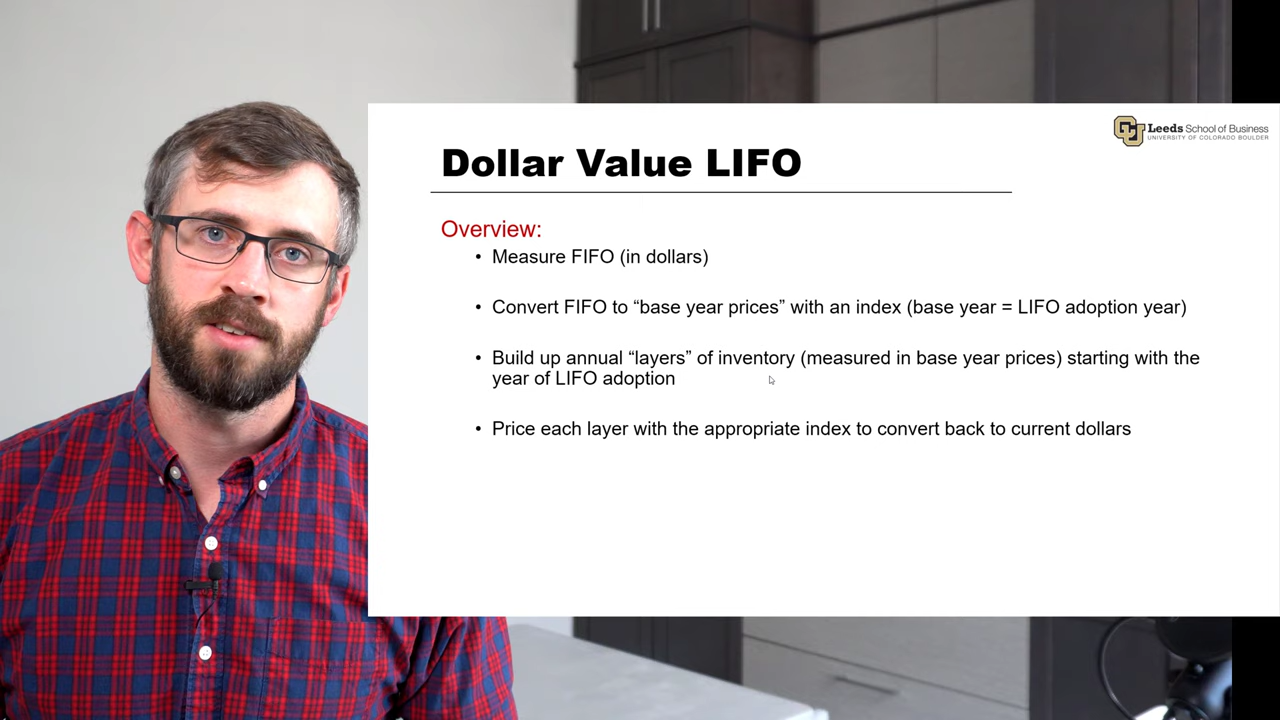 CU Leeds School of Business
UNIVERSITY OF COLORADO BOULDER
Dollar Value LIFO
Overview:
• Measure FIFO (in dollars)
• Convert FIFO to “base year prices” with an index (base year = LIFO adoption year)
• Build up annual “layers” of inventory (measured in base year prices) starting with the
year of LIFO adoption
• Price each layer with the appropriate index to convert back to current dollars